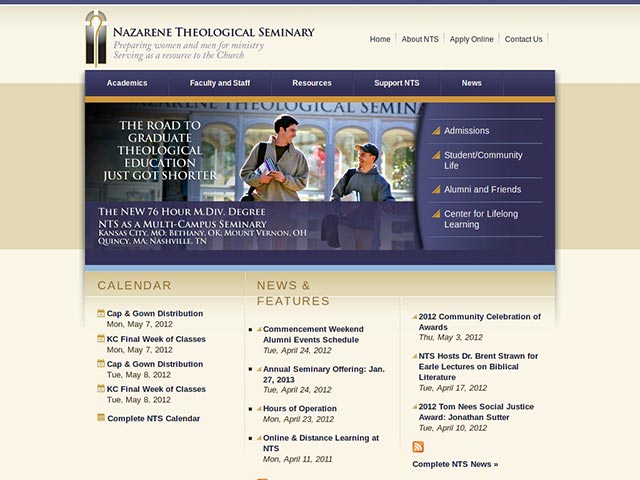 NAZARENE THEOLOGICAL SEMINARY
Preparing women and men for ministry
Serving as a resource to the Church
Home
About NTS
Apply Online
Contact Us
Academics
Faculty and Staff
Resources
Support NTS
News
NAZARENE THEOLOGICAL SEMINA
THE ROAD TO
GRADUATE
THEOLOGICAL
EDUCATION
JUST GOT SHORTER
THE NEW 76 HOUR M.DIV. DEGREE
NTS AS A MULTI-CAMPUS SEMINARY
KANSAS CITY, MO; BETHANY, OK; MOUNT VERNON, OH
QUINCY, MA; NASHVILLE, TN
Admissions
Student/Community
Life
Alumni and Friends
Center for Lifelong
Learning
CALENDAR
Cap & Gown Distribution
Mon, May 7, 2012
KC Final Week of Classes
Mon, May 7, 2012
Cap & Gown Distribution
Tue, May 8, 2012
KC Final Week of Classes
Tue, May 8, 2012
Complete NTS Calendar
NEWS &
FEATURES
Commencement Weekend
Alumni Events Schedule
Tue, April 24, 2012
Annual Seminary Offering: Jan.
27, 2013
Tue, April 24, 2012
Hours of Operation
Mon, April 23, 2012
Online & Distance Learning at
NTS
Mon, April 11, 2011
2012 Community Celebration of
Awards
Thu, May 3, 2012
NTS Hosts Dr. Brent Strawn for
Earle Lectures on Biblical
Literature
Tue, April 17, 2012
2012 Tom Nees Social Justice
Award: Jonathan Sutter
Tue, April 10, 2012
Complete NTS News »